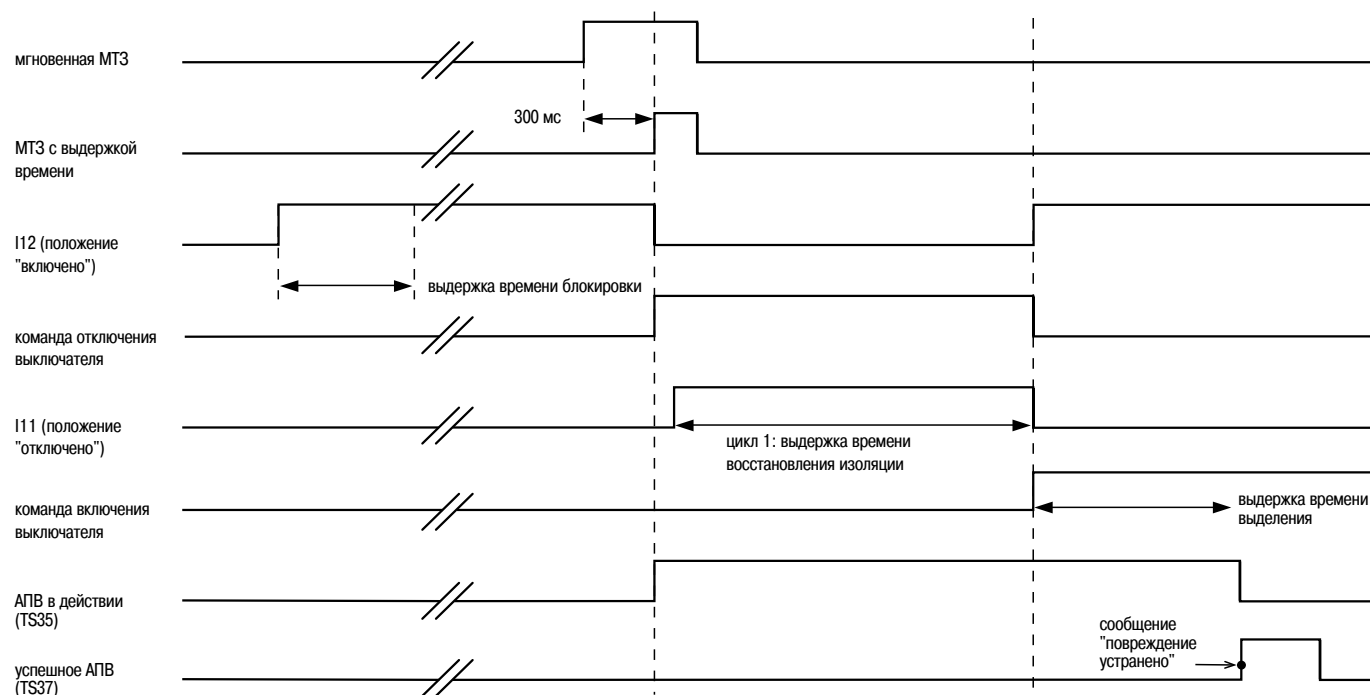 мгновенная МТЗ
300 мс
МТЗ с выдержкой
времени
I12 (положение
"включено")
выдержка времени блокировки
команда отключения
выключателя
I11 (положение
"отключено")
цикл 1: выдержка времени
восстановления изоляции
команда включения
выключателя
выдержка времени
выделения
АПВ в действии
(TS35)
сообщение
"повреждение
устранено"
успешное АПВ
(TS37)